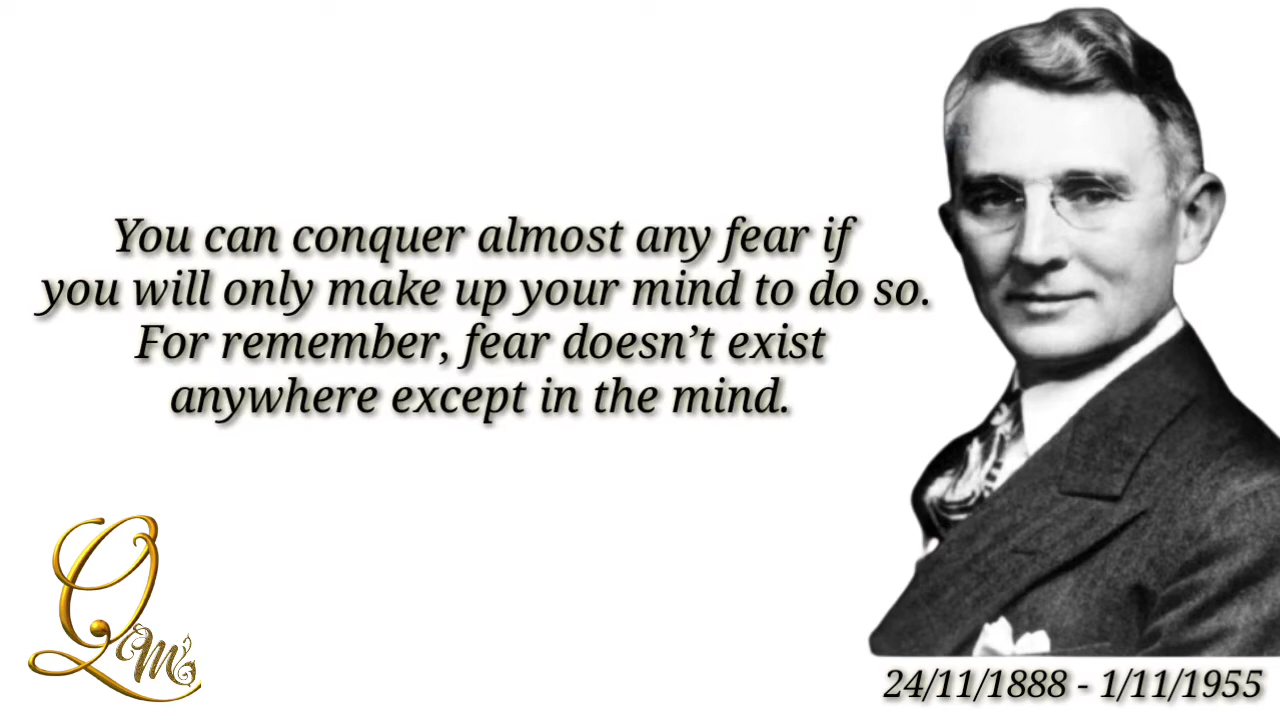 You can conquer almost any fear if
you will only make up your mind to do so.
For remember, fear doesn’t exist
anywhere except in the mind.
QM
24/11/1888 - 1/11/1955